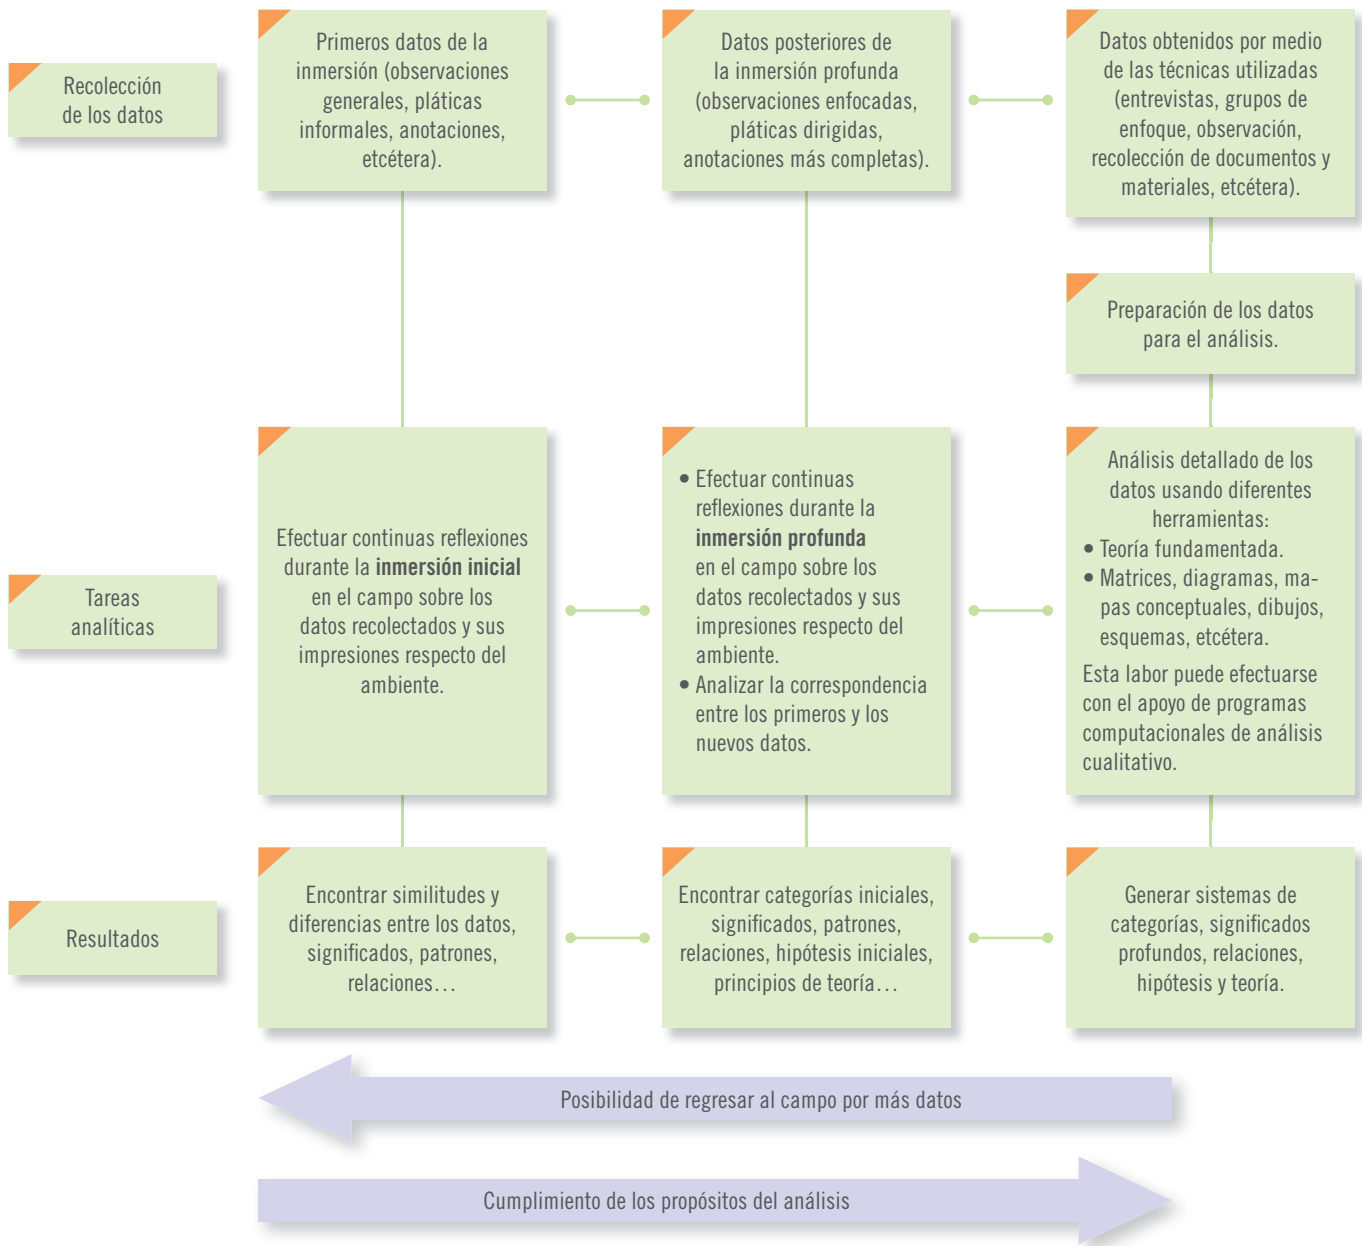 Recolección
de los datos
Primeros datos de la
inmersión (observaciones
generales, pláticas
informales, anotaciones,
etcétera).
Datos posteriores de
la inmersión profunda
(observaciones enfocadas,
pláticas dirigidas,
anotaciones más completas).
Datos obtenidos por medio
de las técnicas utilizadas
(entrevistas, grupos de
enfoque, observación,
recolección de documentos y
materiales, etcétera).
Preparación de los datos
para el análisis.
Tareas
analíticas
Efectuar continuas reflexiones
durante la inmersión inicial
en el campo sobre los
datos recolectados y sus
impresiones respecto del
ambiente.
• Efectuar continuas
reflexiones durante la
inmersión profunda
en el campo sobre los
datos recolectados y sus
impresiones respecto del
ambiente.
• Analizar la correspondencia
entre los primeros y los
nuevos datos.
Análisis detallado de los
datos usando diferentes
herramientas:
• Teoría fundamentada.
• Matrices, diagramas, ma-
pas conceptuales, dibujos,
esquemas, etcétera.
Esta labor puede efectuarse
con el apoyo de programas
computacionales de análisis
cualitativo.
Resultados
Encontrar similitudes y
diferencias entre los datos,
significados, patrones,
relaciones…
Encontrar categorías iniciales,
significados, patrones,
relaciones, hipótesis iniciales,
principios de teoría…
Generar sistemas de
categorías, significados
profundos, relaciones,
hipótesis y teoría.
Posibilidad de regresar al campo por más datos
Cumplimiento de los propósitos del análisis